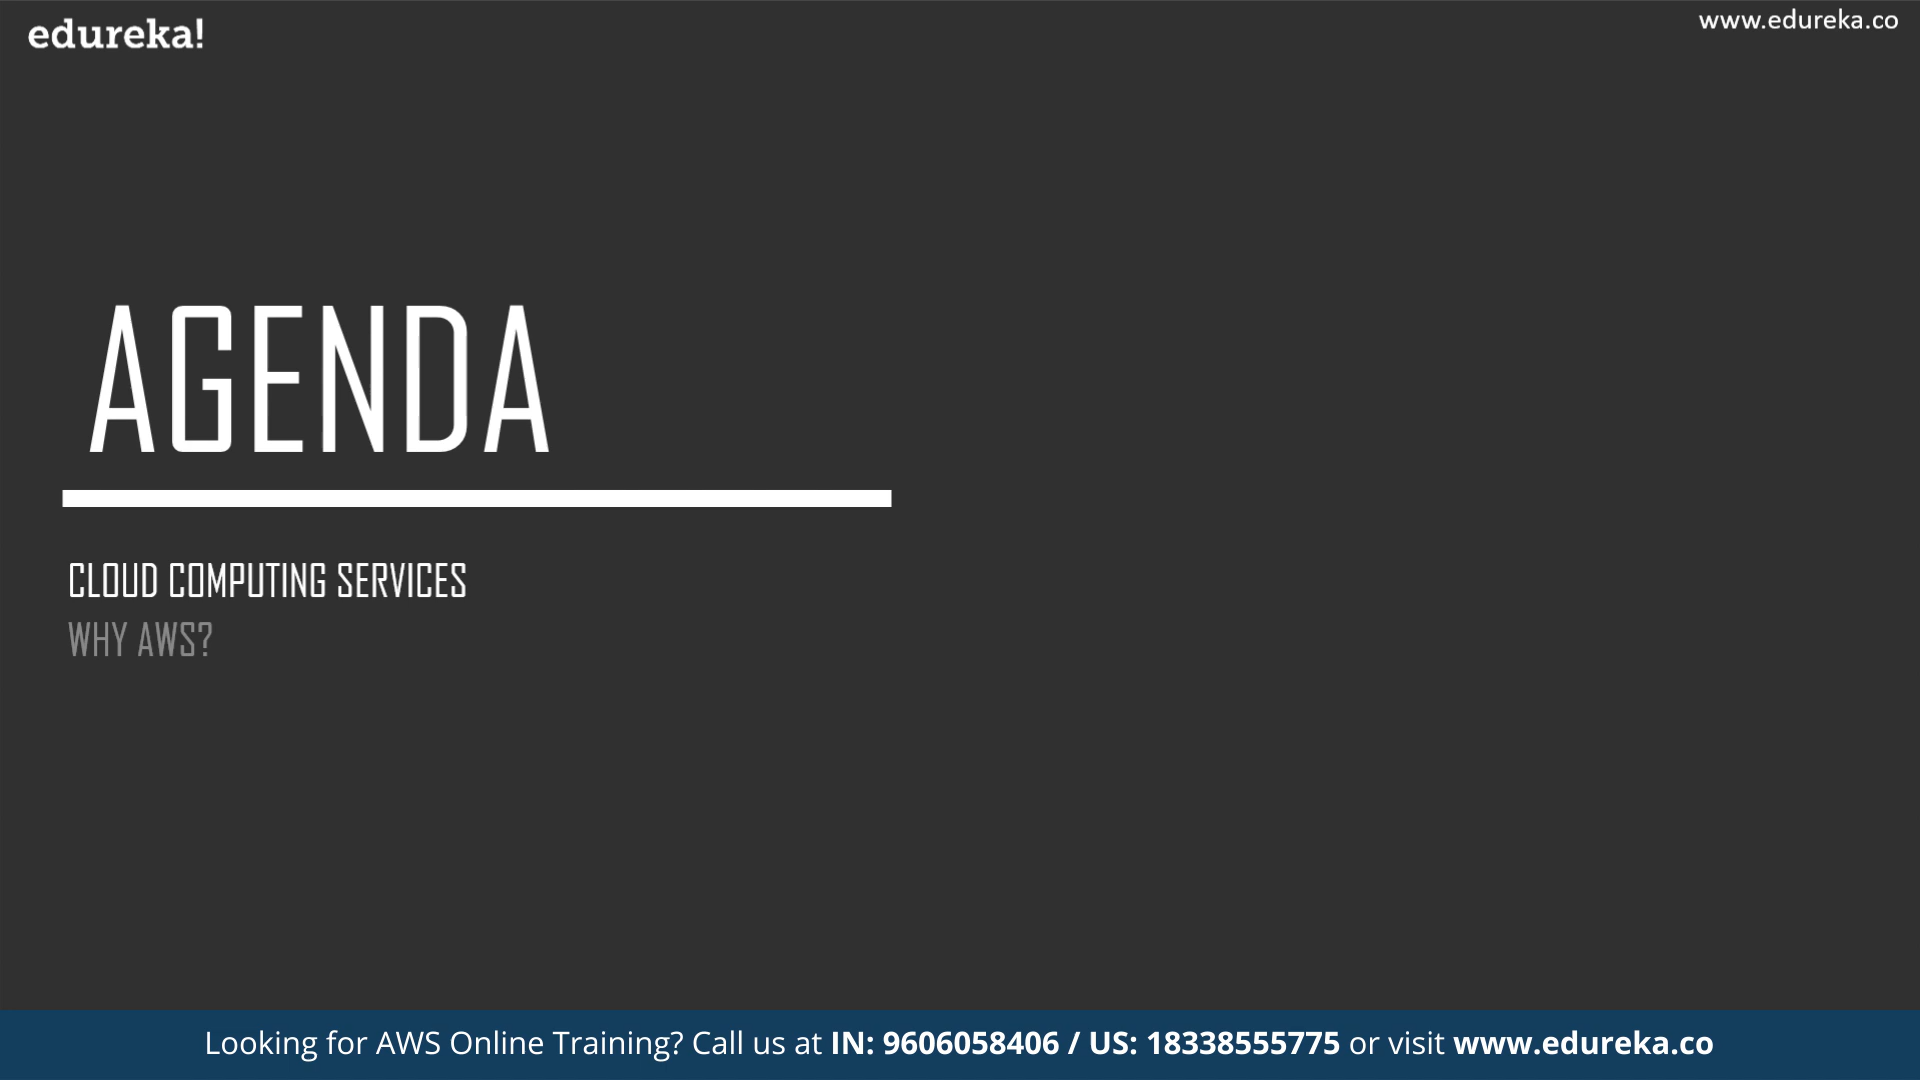 edureka!
www.edureka.co
AGENDA
CLOUD COMPUTING SERVICES
WHY AWS?
Looking for AWS Online Training? Call us at IN: 9606058406 / US: 18338555775 or visit www.edureka.co